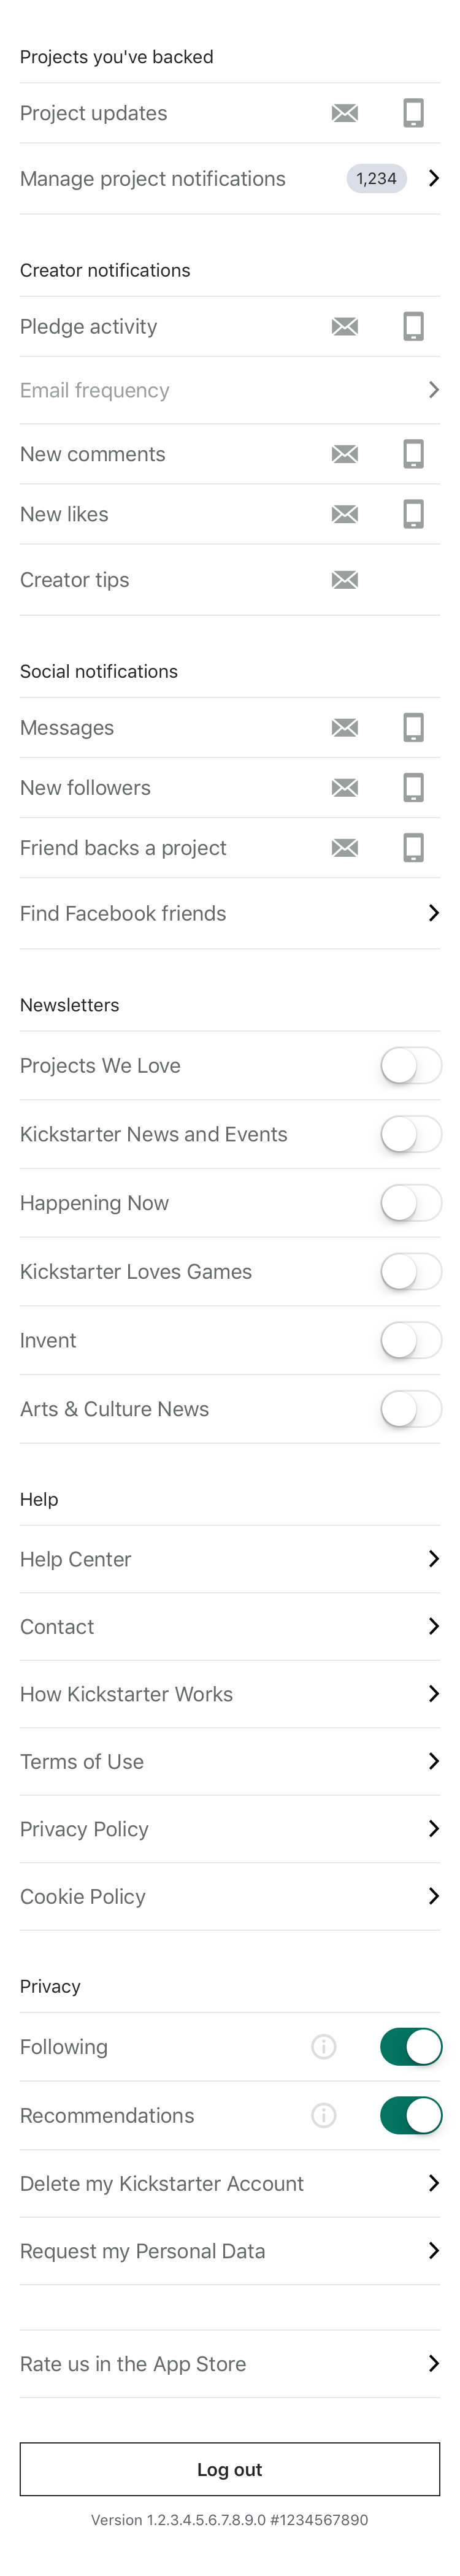 Projects you've backed
Project updates
Manage project notifications 1,234
Creator notifications
Pledge activity
Email frequency
New comments
New likes
Creator tips
Social notifications
Messages
New followers
Friend backs a project
Find Facebook friends
Newsletters
Projects We Love
Kickstarter News and Events
Happening Now
Kickstarter Loves Games
Invent
Arts & Culture News
Help
Help Center
Contact
How Kickstarter Works
Terms of Use
Privacy Policy
Cookie Policy
Privacy
Following
Recommendations
Delete my Kickstarter Account
Request my Personal Data
Rate us in the App Store
Log out
Version 1.2.3.4.5.6.7.8.9.0 #1234567890